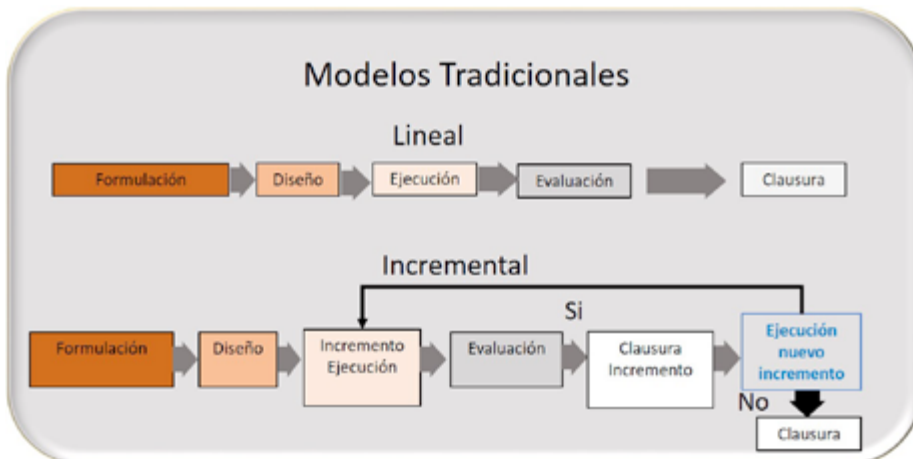 Modelos Tradicionales
Lineal
Formulación
Diseño
Ejecución
Evaluación
Clausura
Incremental
Si
Formulación
Diseño
Incremento
Ejecución
Evaluación
Clausura
Incremento
Ejecución
nuevo
incremento
No
Clausura